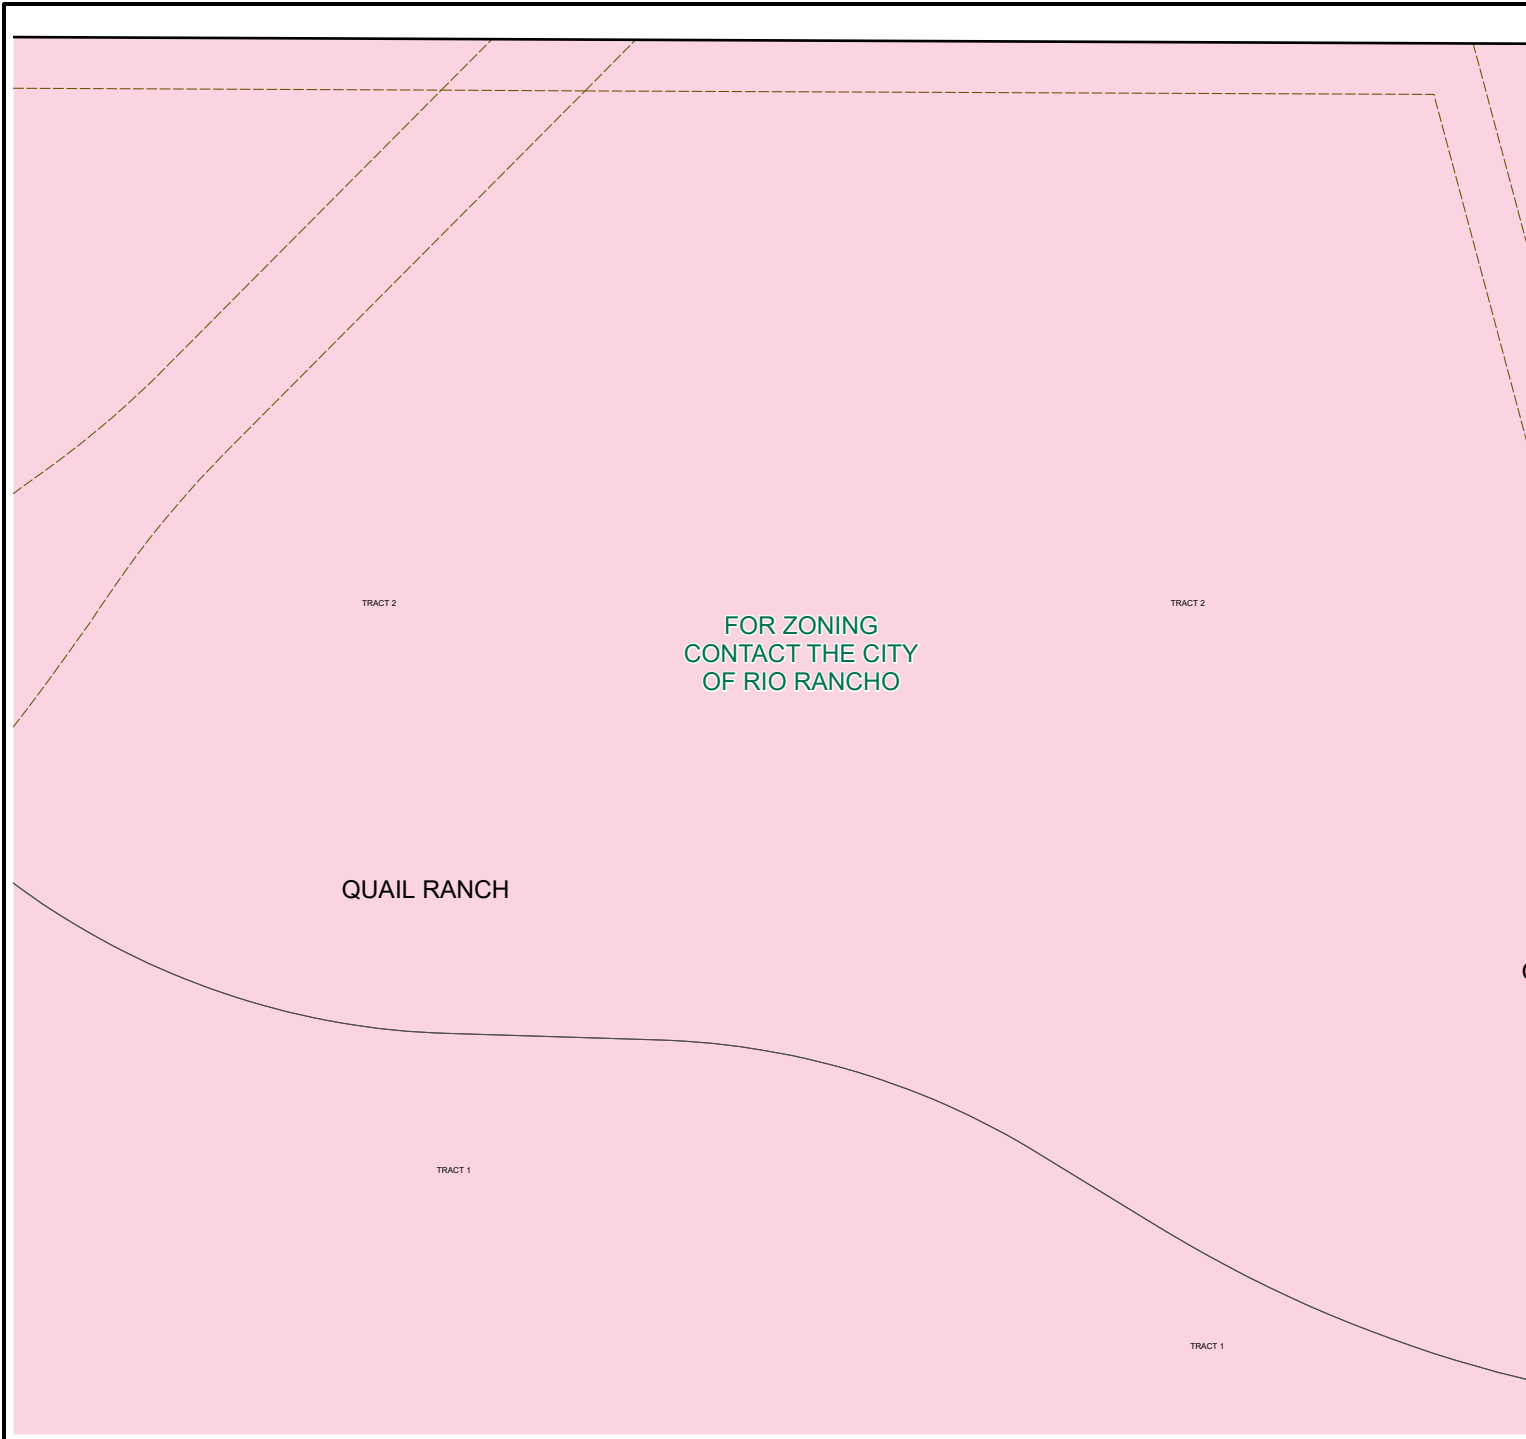 TRACT 2
TRACT 2
FOR ZONING
CONTACT THE CITY
OF RIO RANCHO
QUAIL RANCH
TRACT 1
TRACT 1